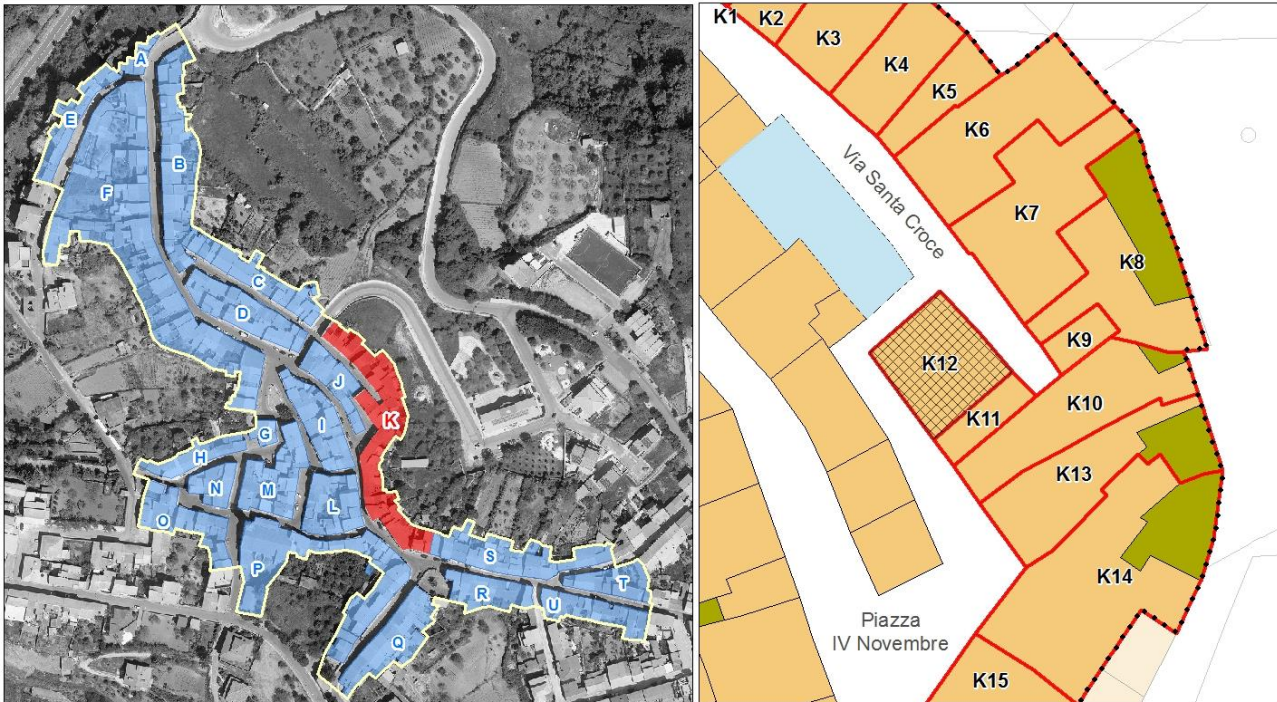 A
E
B
F
C
D
J
K
I
G
H
N
M
L
O
P
S
T
R
U
Q
K1
K2
K3
K4
K5
K6
Via Santa Croce
K7
K8
K9
K12
K11
K10
K13
K14
Piazza
IV Novembre
K15